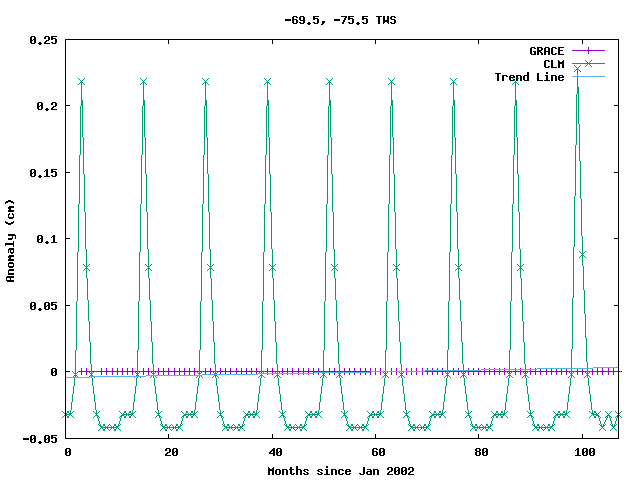 -69.5, -75.5 TWS
GRACE
CLM
Trend Line
0.25
0.2
0.15
0.1
0.05
0
-0.05
Anomaly (cm)
0 20 40 60 80 100
Months since Jan 2002